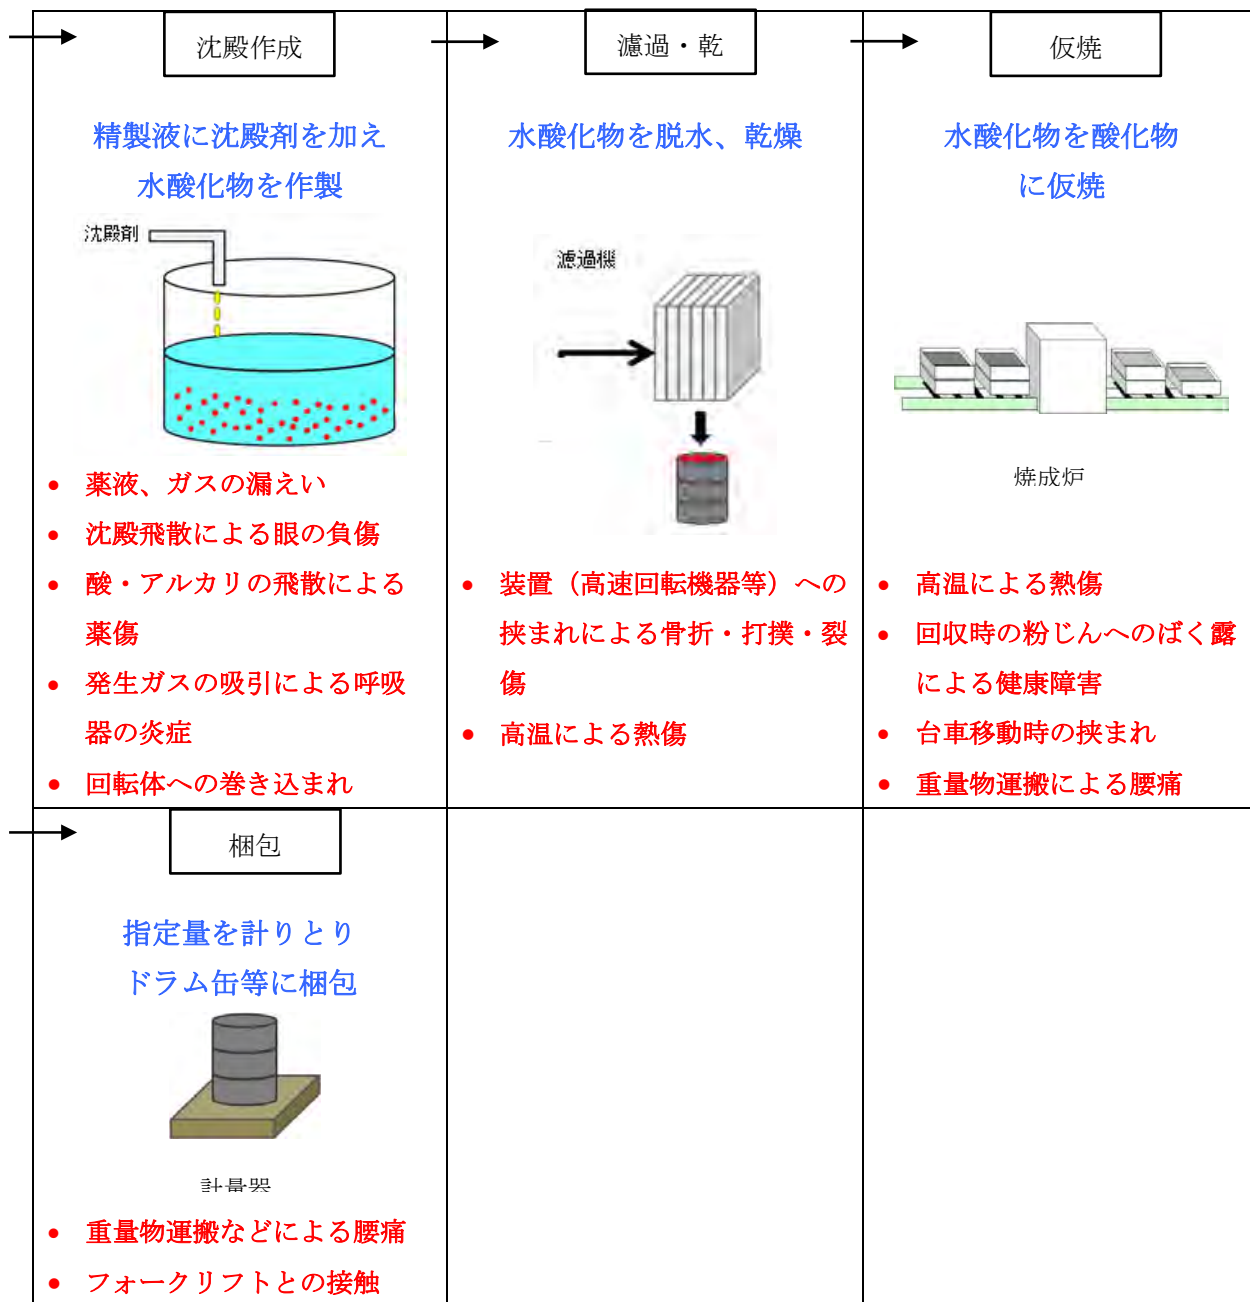 沈殿作成
精製液に沈殿剤を加え
水酸化物を作製
沈殿剤
• 薬液、ガスの漏えい
• 沈殿飛散による眼の負傷
• 酸・アルカリの飛散による
薬傷
• 発生ガスの吸引による呼吸
器の炎症
• 回転体への巻き込まれ
濾過・乾
水酸化物を脱水、乾燥
濾過機
• 装置（高速回転機器等）への
挟まれによる骨折・打撲・裂
傷
• 高温による熱傷
仮焼
水酸化物を酸化物
に仮焼
焼成炉
• 高温による熱傷
• 回収時の粉じんへのばく露
による健康障害
• 台車移動時の挟まれ
• 重量物運搬による腰痛
梱包
指定量を計りとり
ドラム缶等に梱包
計量器
• 重量物運搬などによる腰痛
• フォークリフトとの接触